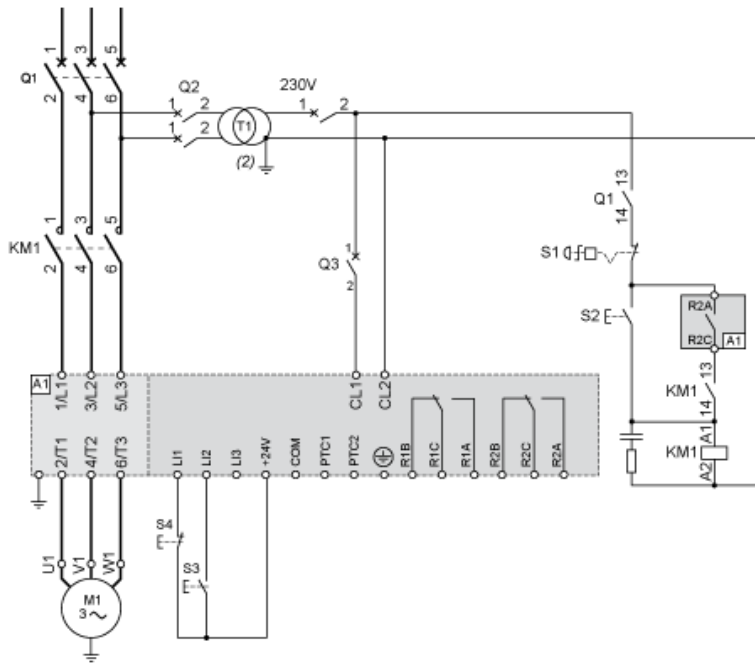 1 3 5
Q1
2 4 6
Q2
1 2
1 2
T1
(2)
230V
1 2
13
Q1
14
1 3 5
KM1
2 4 6
1
Q3
2
S1
S2
R2A
R2C A1
13
KM1
14
A1
KM1
A2
A1
1/L1 3/L2 5/L3 CL1 CL2
2/T1 4/T2 6/T3 LI1 LI2 LI3 +24V COM PTC1 PTC2 R1B R1C R1A R2B R2C R2A
S4
S3
U1 V1 W1
M1
3 ~